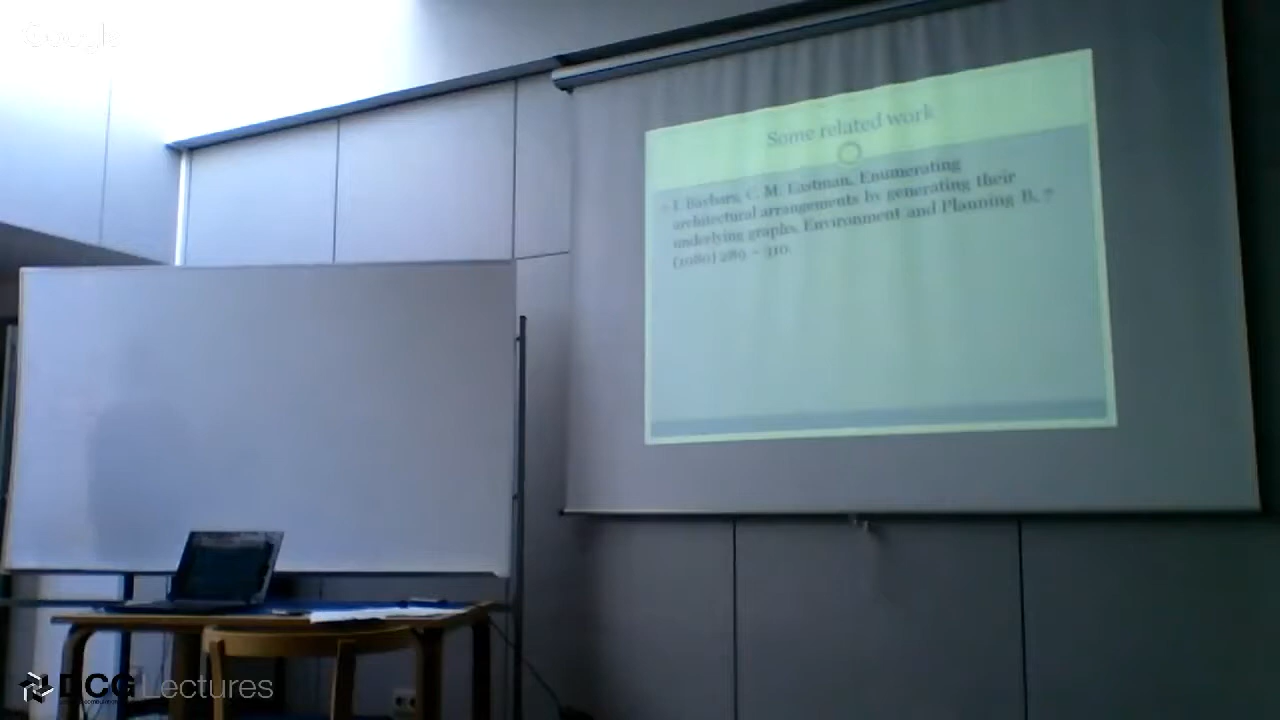 Google
Some related work
I. Baybars, C. M. Eastman, Enumerating
architectural arrangements by generating their
underlying graphs, Environment and Planning B, 7
(1980) 289 – 310.
DCG Lectures